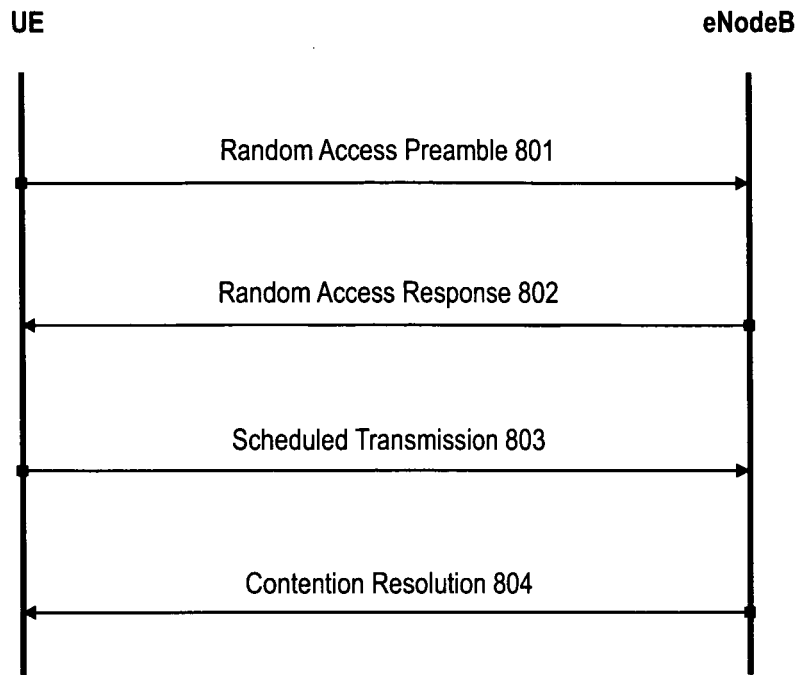 UE
eNodeB
Random Access Preamble 801
Random Access Response 802
Scheduled Transmission 803
Contention Resolution 804